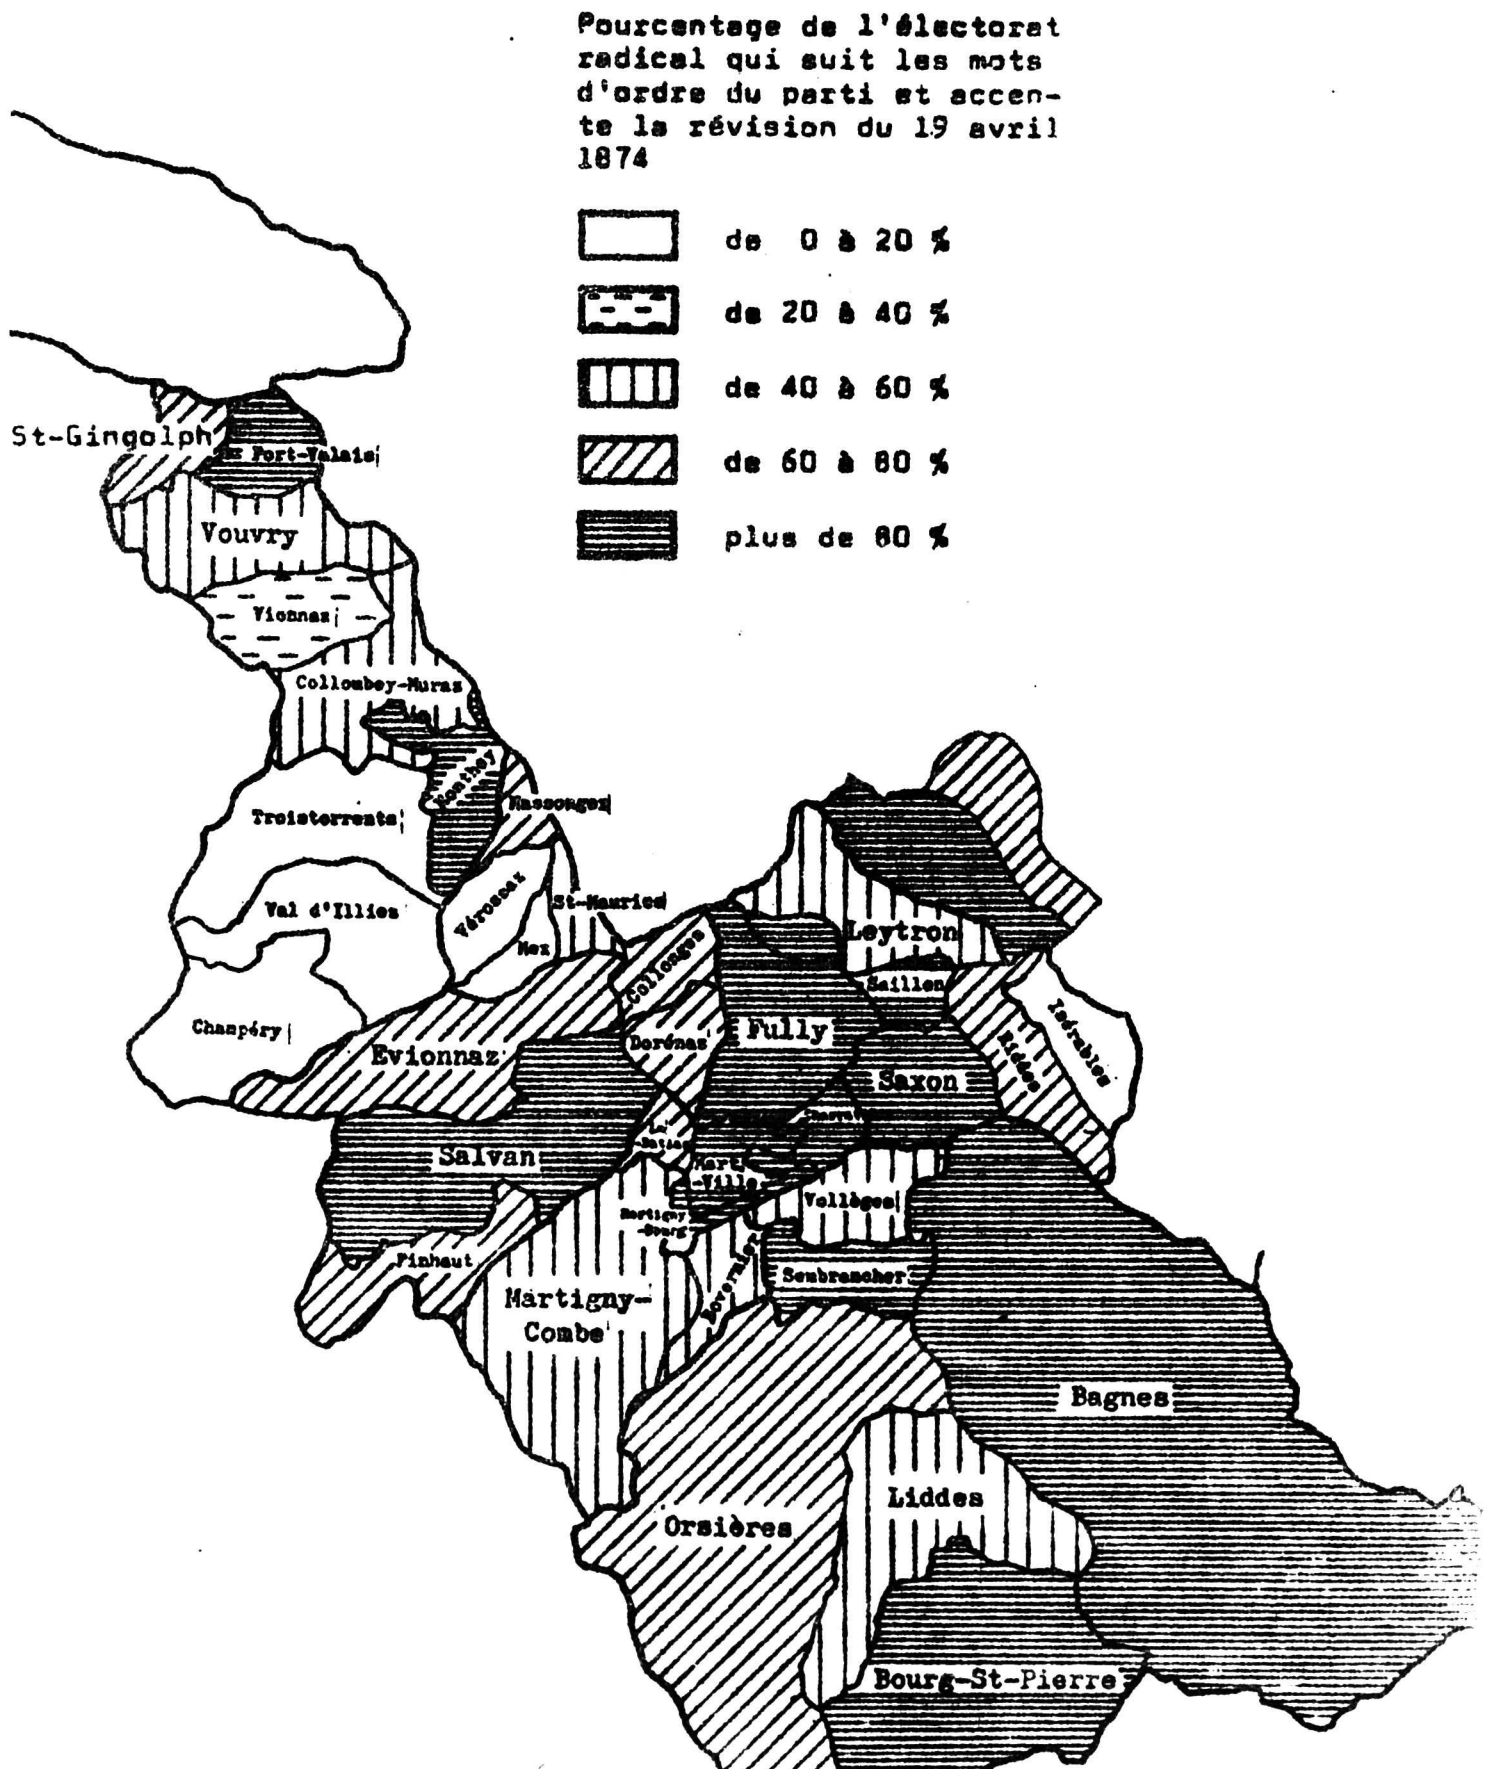 Pourcentage de l'électorat
radical qui suit les mots
d'ordre du parti et accen-
te la révision du 19 avril
1874
de 0 à 20 %
de 20 à 40 %
de 40 à 60 %
de 60 à 80 %
plus de 80 %
St-Gingolph
Port-Valais
Vouvry
Vionnaz
Collombey-Muraz
Monthey
Massongex
Troistorrents
Val d'Illiez
Vérossaz
St-Maurice
Mex
Champéry
Evionnaz
Collonges
Dorénaz
Fully
Leytron
Saillon
Saxon
Riddes
Isérables
Charrat
La
-Batiaz
Salvan
Mart.
-Ville
Martigny
-Bourg
Vollèges
Finhaut
Bovernier
Sembrancher
Martigny-
Combe
Bagnes
Liddes
Orsières
Bourg-St-Pierre